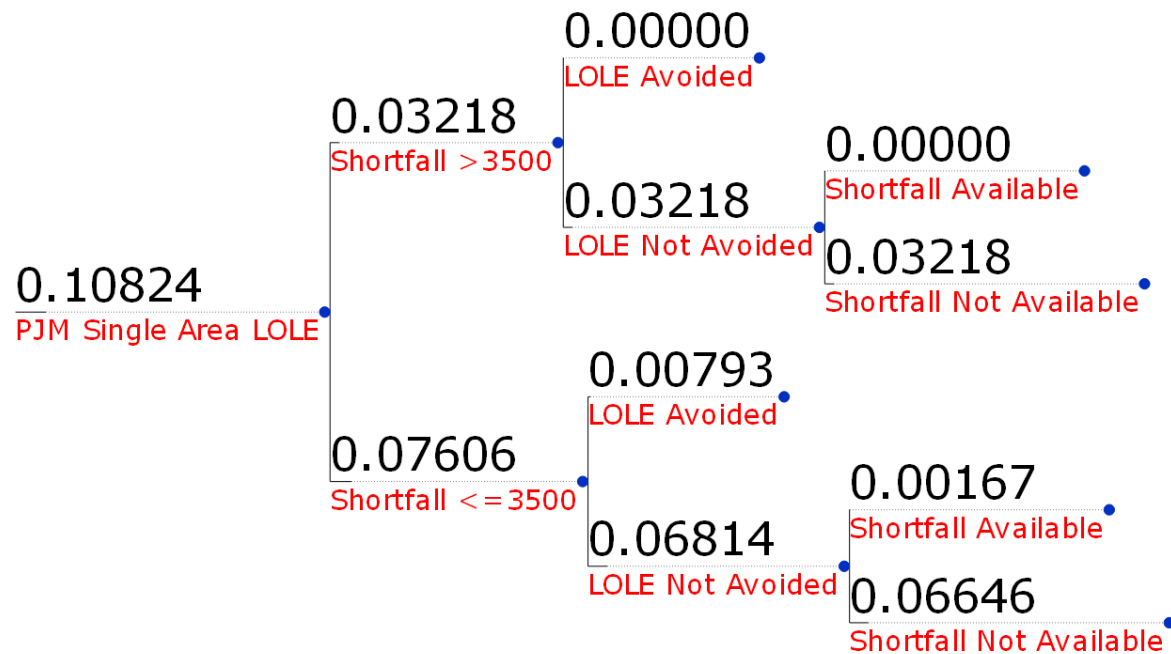 0.00000
LOLE Avoided
0.03218
Shortfall >3500
0.00000
Shortfall Available
0.03218
LOLE Not Avoided
0.03218
Shortfall Not Available
0.10824
PJM Single Area LOLE
0.00793
LOLE Avoided
0.07606
Shortfall <=3500
0.00167
Shortfall Available
0.06814
LOLE Not Avoided
0.06646
Shortfall Not Available